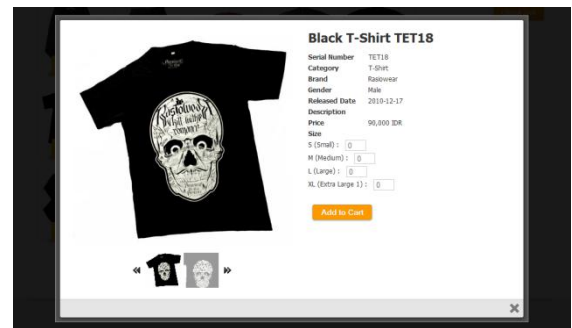 Black T-Shirt TET18
Serial Number TET18
Category T-Shirt
Brand Rasowear
Gender Male
Released Date 2010-12-17
Description
Price 90,000 IDR
Size
S (Small) : 0
M (Medium) : 0
L (Large) : 0
XL (Extra Large 1) : 0
Add to Cart